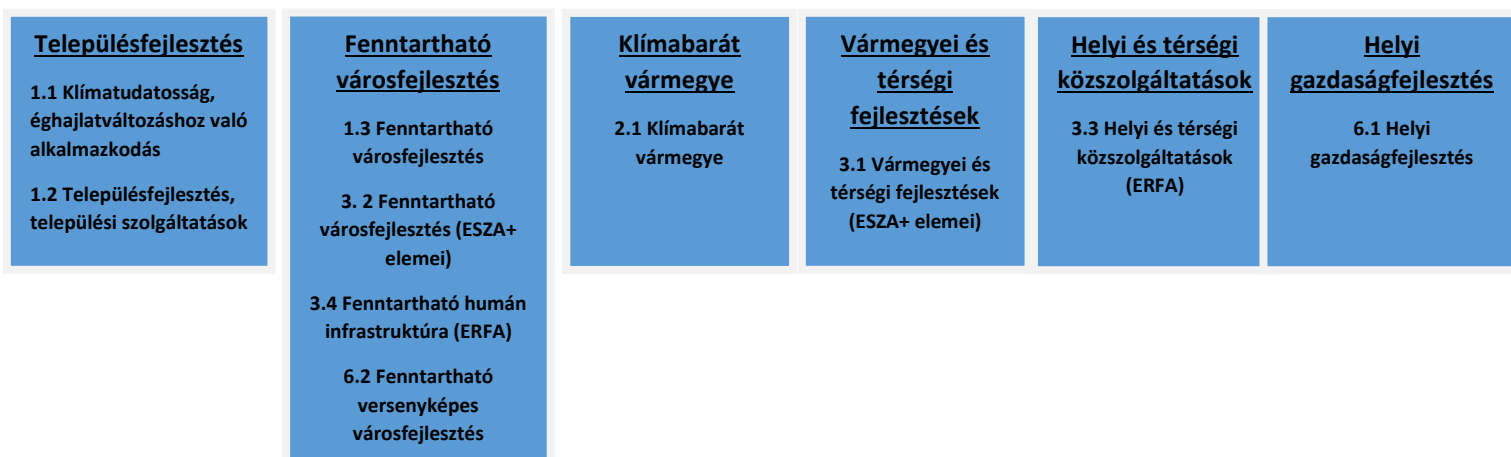 Településfejlesztés
1.1 Klímatudatosság,
éghajlatváltozáshoz való
alkalmazkodás
1.2 Településfejlesztés,
települési szolgáltatások
Fenntartható
városfejlesztés
1.3 Fenntartható
városfejlesztés
3. 2 Fenntartható
városfejlesztés (ESZA+
elemei)
3.4 Fenntartható humán
infrastruktúra (ERFA)
6.2 Fenntartható
versenyképes
városfejlesztés
Klímabarát
vármegye
2.1 Klímabarát
vármegye
Vármegyei és
térségi
fejlesztések
3.1 Vármegyei és
térségi fejlesztések
(ESZA+ elemei)
Helyi és térségi
közszolgáltatások
3.3 Helyi és térségi
közszolgáltatások
(ERFA)
Helyi
gazdaságfejlesztés
6.1 Helyi
gazdaságfejlesztés